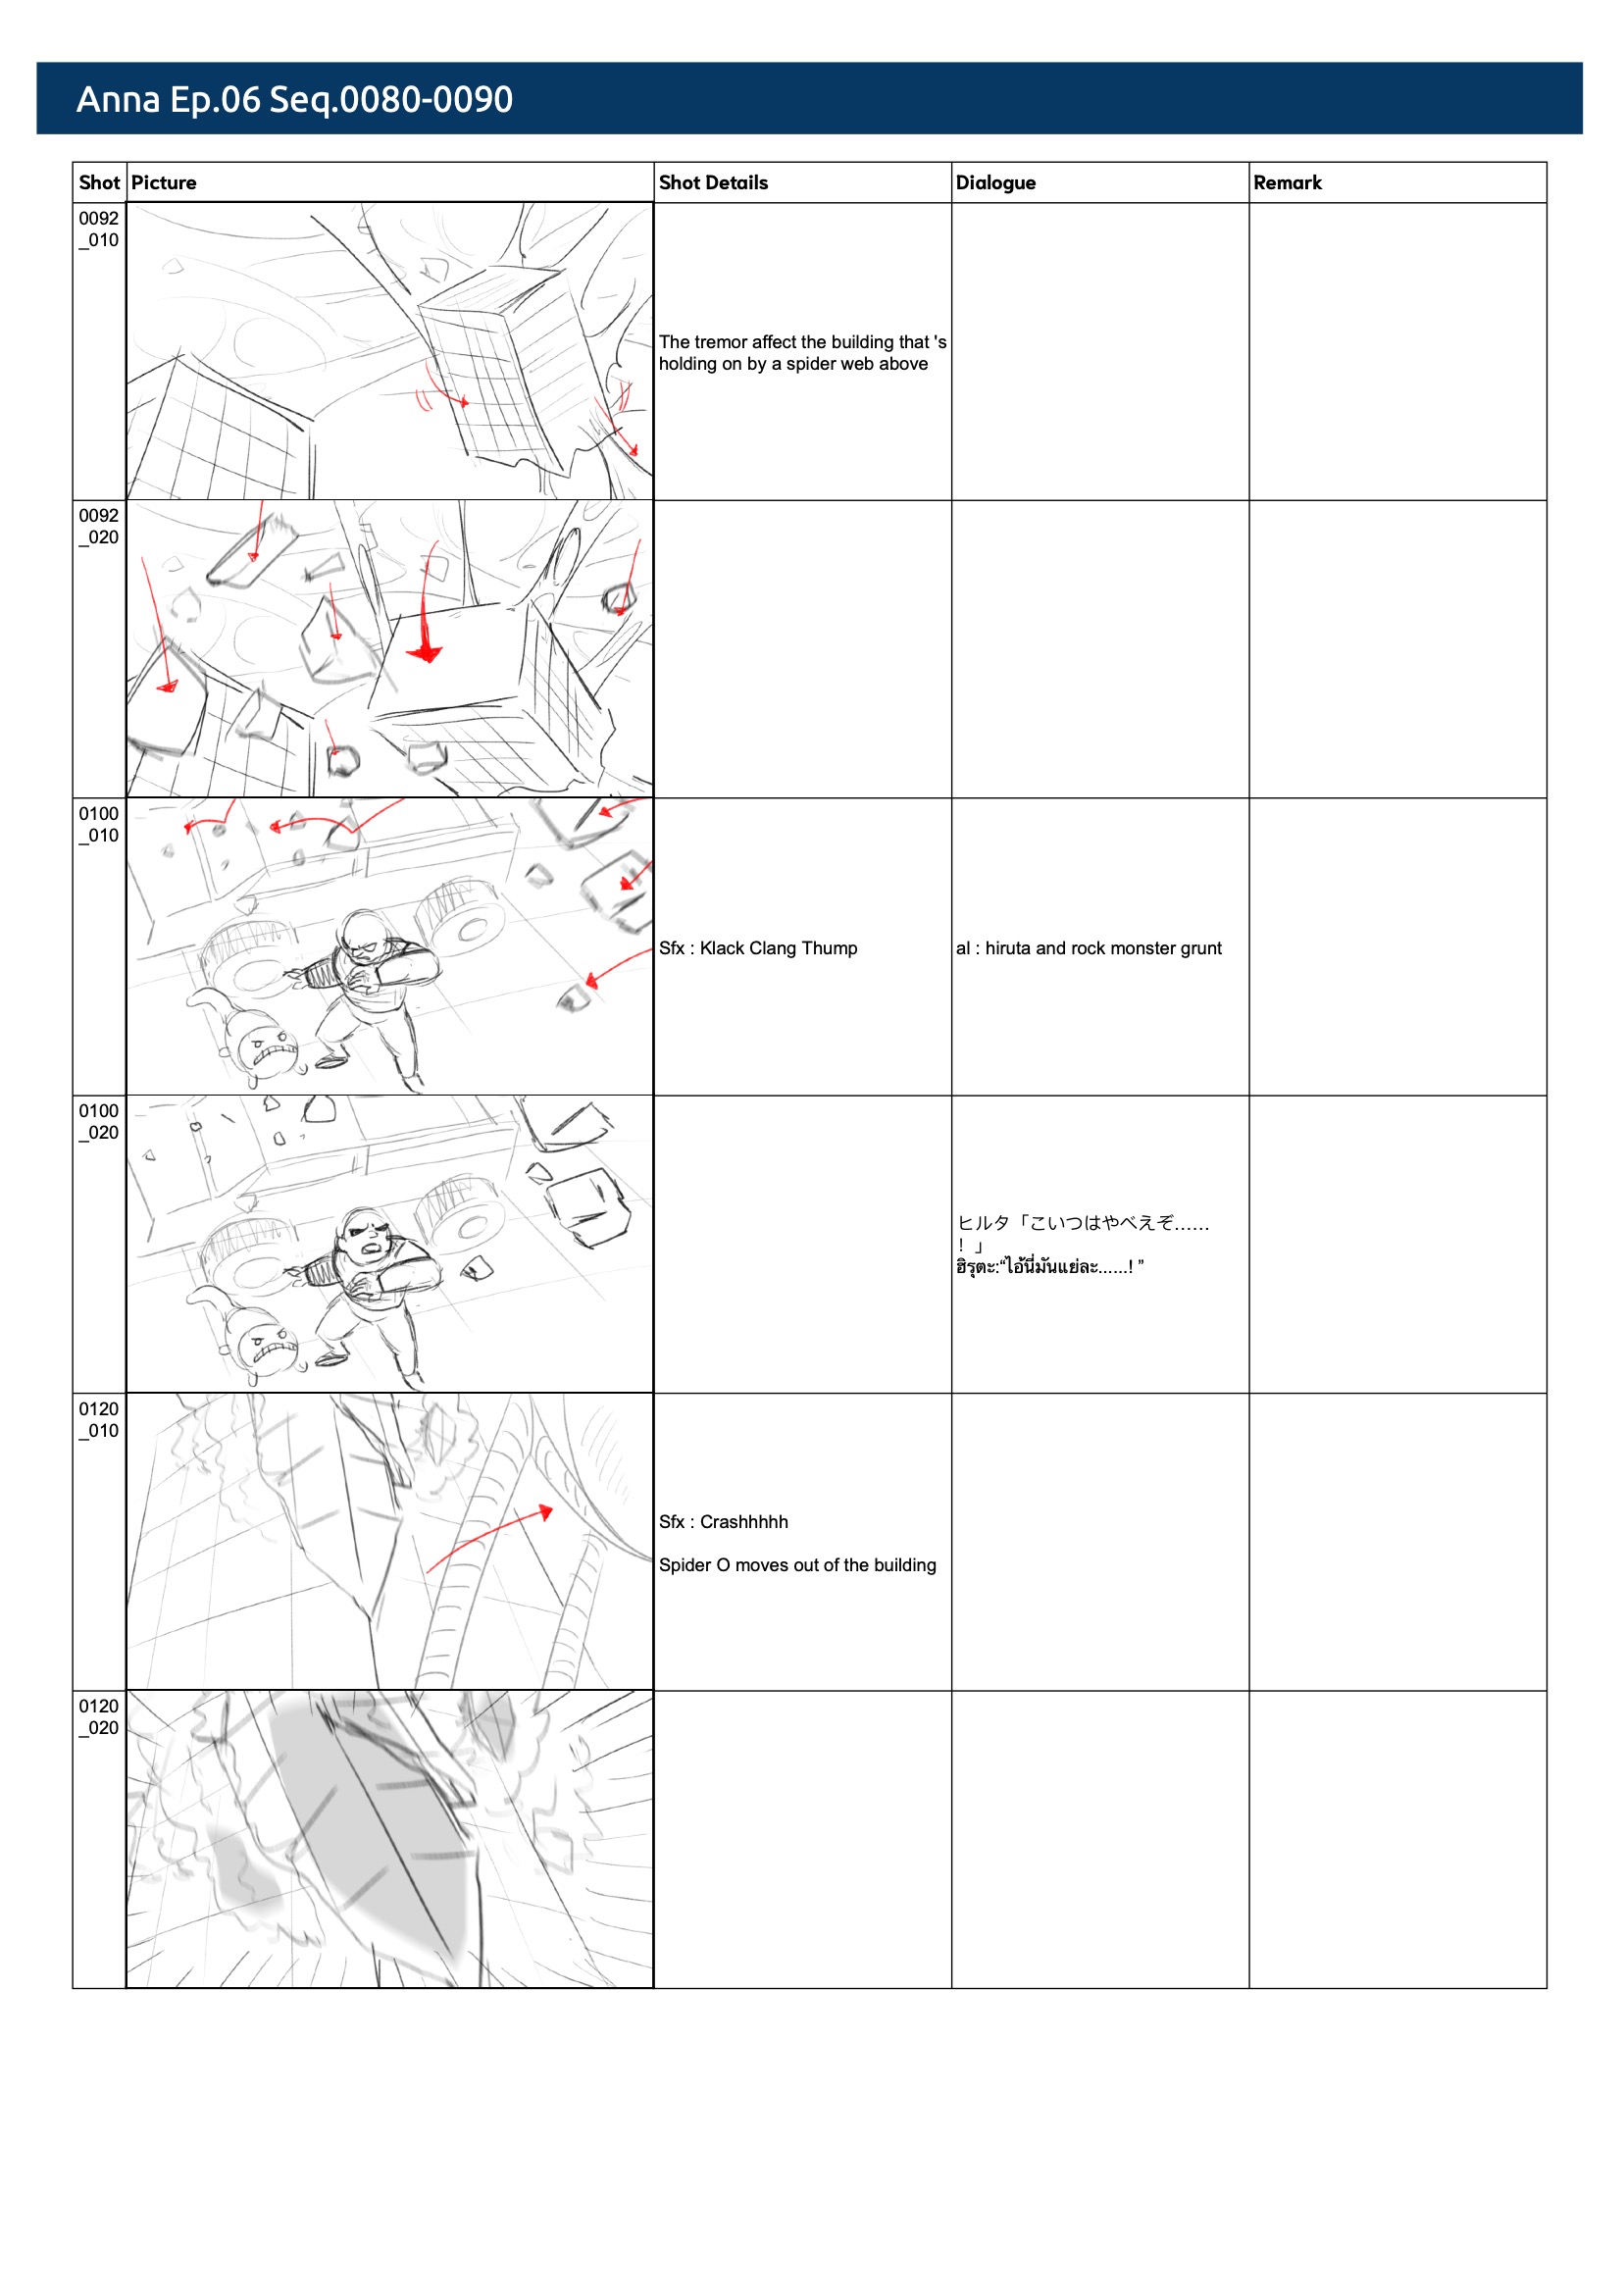 Anna Ep.06 Seq.0080-0090
Shot Picture Shot Details Dialogue Remark
0092
_010
The tremor affect the building that 's
holding on by a spider web above
0092
_020
0100
_010
Sfx : Klack Clang Thump
al : hiruta and rock monster grunt
0100
_020
ヒルタ「こいつはやべえぞ……
！」
ฮิรุตะ:“ไอ้นี่มันแย่ละ......! ”
0120
_010
Sfx : Crashhhhh
Spider O moves out of the building
0120
_020